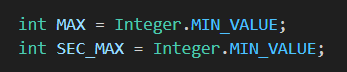 int MAX = Integer.MIN_VALUE;
int SEC_MAX = Integer.MIN_VALUE;